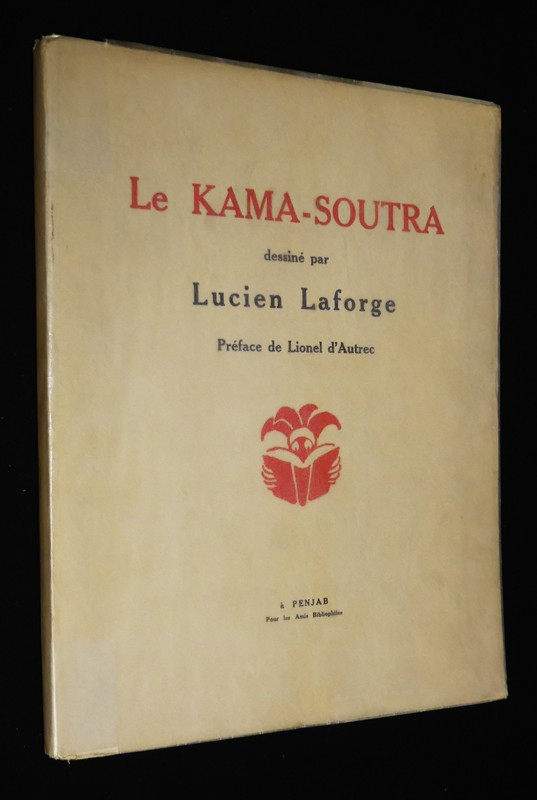 Le KAMA-SOUTRA
dessiné par
Lucien Laforge
Préface de Lionel d'Autrec
à PENJAB
Pour les Amis Bibliophiles